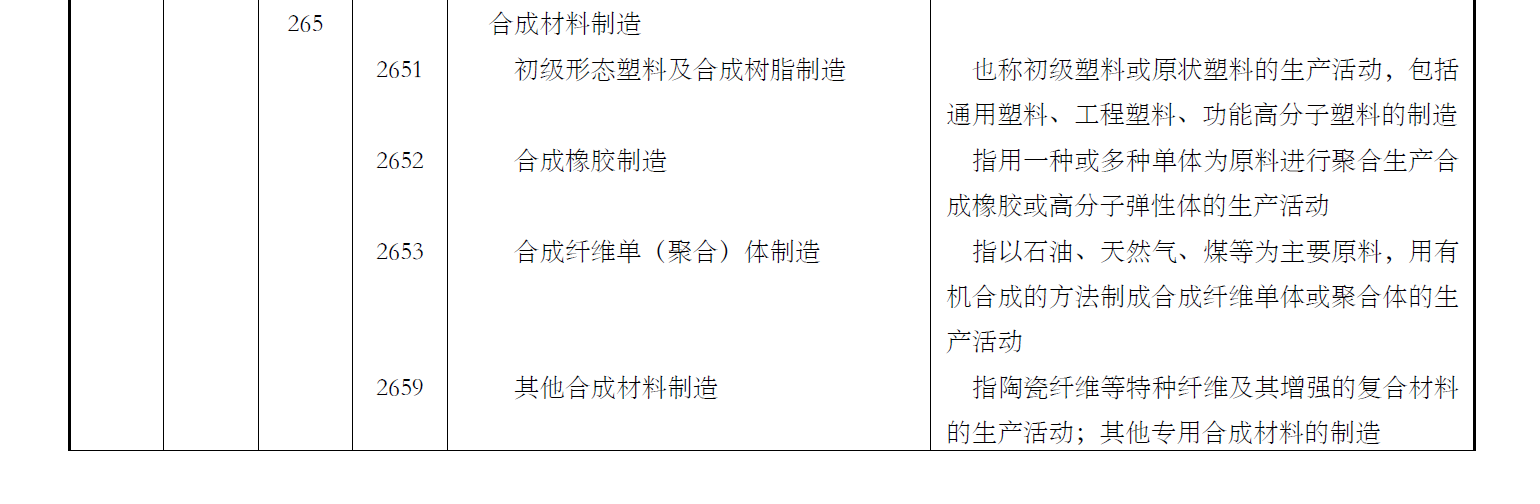 265 合成材料制造
2651 初级形态塑料及合成树脂制造 也称初级塑料或原状塑料的生产活动，包括
通用塑料、工程塑料、功能高分子塑料的制造
2652 合成橡胶制造 指用一种或多种单体为原料进行聚合生产合
成橡胶或高分子弹性体的生产活动
2653 合成纤维单（聚合）体制造 指以石油、天然气、煤等为主要原料，用有
机合成的方法制成合成纤维单体或聚合体的生
产活动
2659 其他合成材料制造 指陶瓷纤维等特种纤维及其增强的复合材料
的生产活动；其他专用合成材料的制造